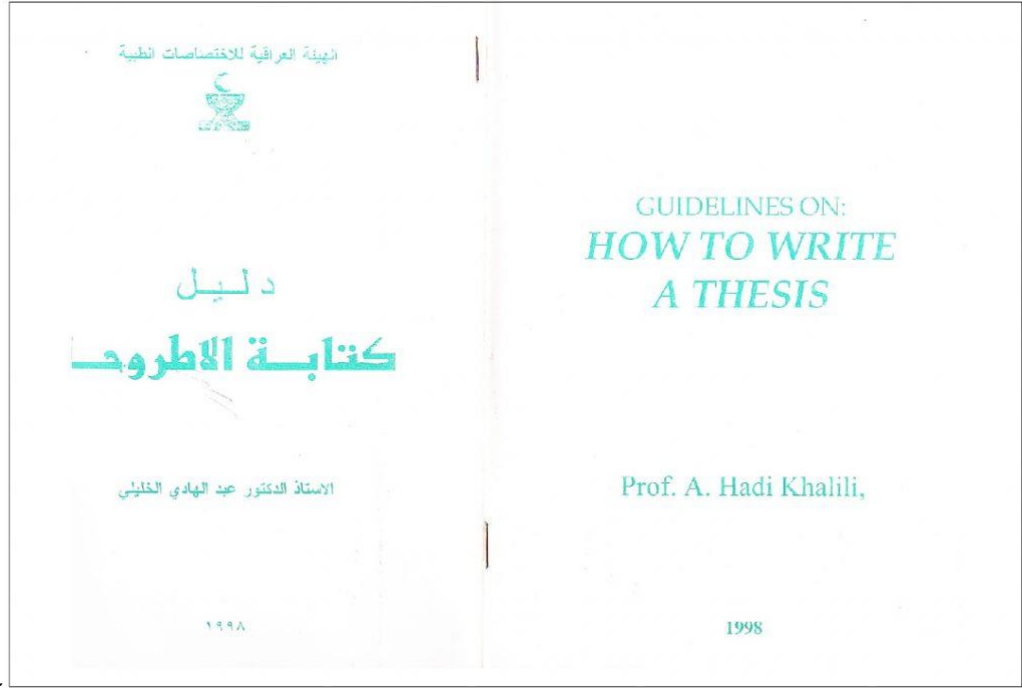 الهيئة العراقية للاختصاصات الطبية
دليل
كتابة الاطروحـ
الاستاذ الدكتور عبد الهادي الخليلي
١٩٩٨
GUIDELINES ON:
HOW TO WRITE
A THESIS
Prof. A. Hadi Khalili,
1998